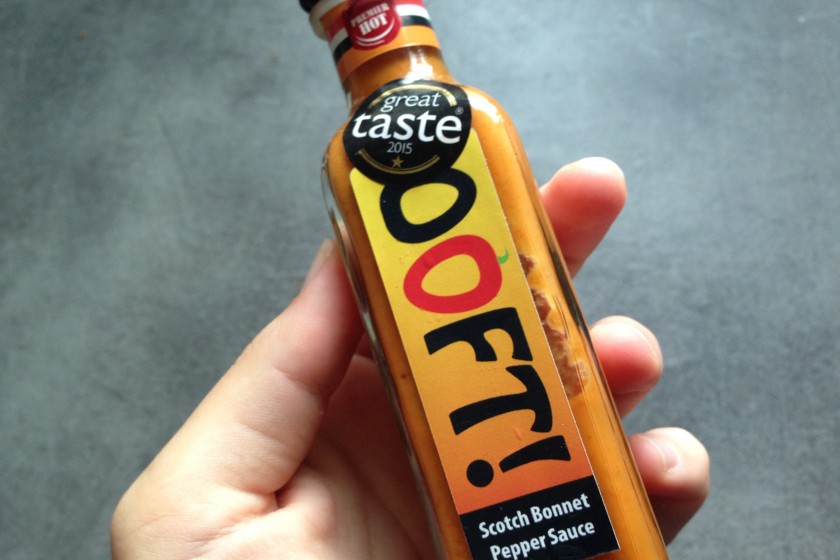 PREMIER
HOT
great
taste®
2015
OOFT!
Scotch Bonnet
Pepper Sauce